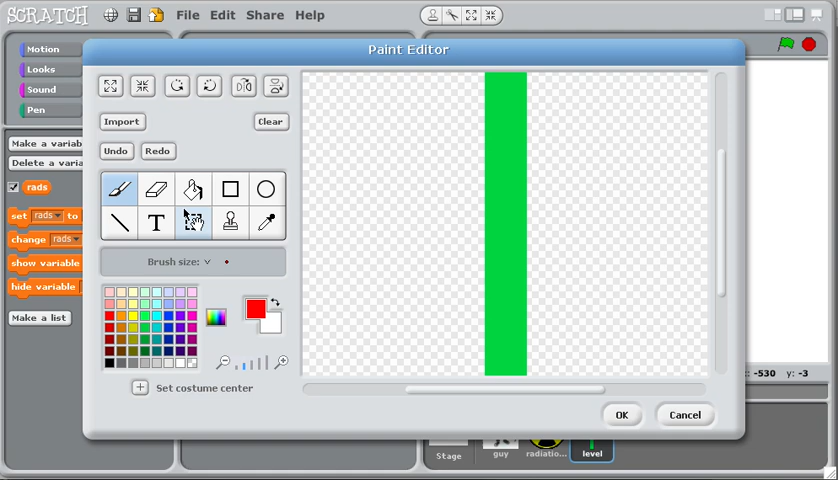 SCRATCH File Edit Share Help
Paint Editor
Motion
Looks
Sound
Pen
Import Clear
Undo Redo
Make a variab
Delete a varia
rads
set rads to
change rads
show variable
hide variable
Make a list
T
Brush size:
Set costume center
OK Cancel
-530 y: -3
Stage guy radiatio... level